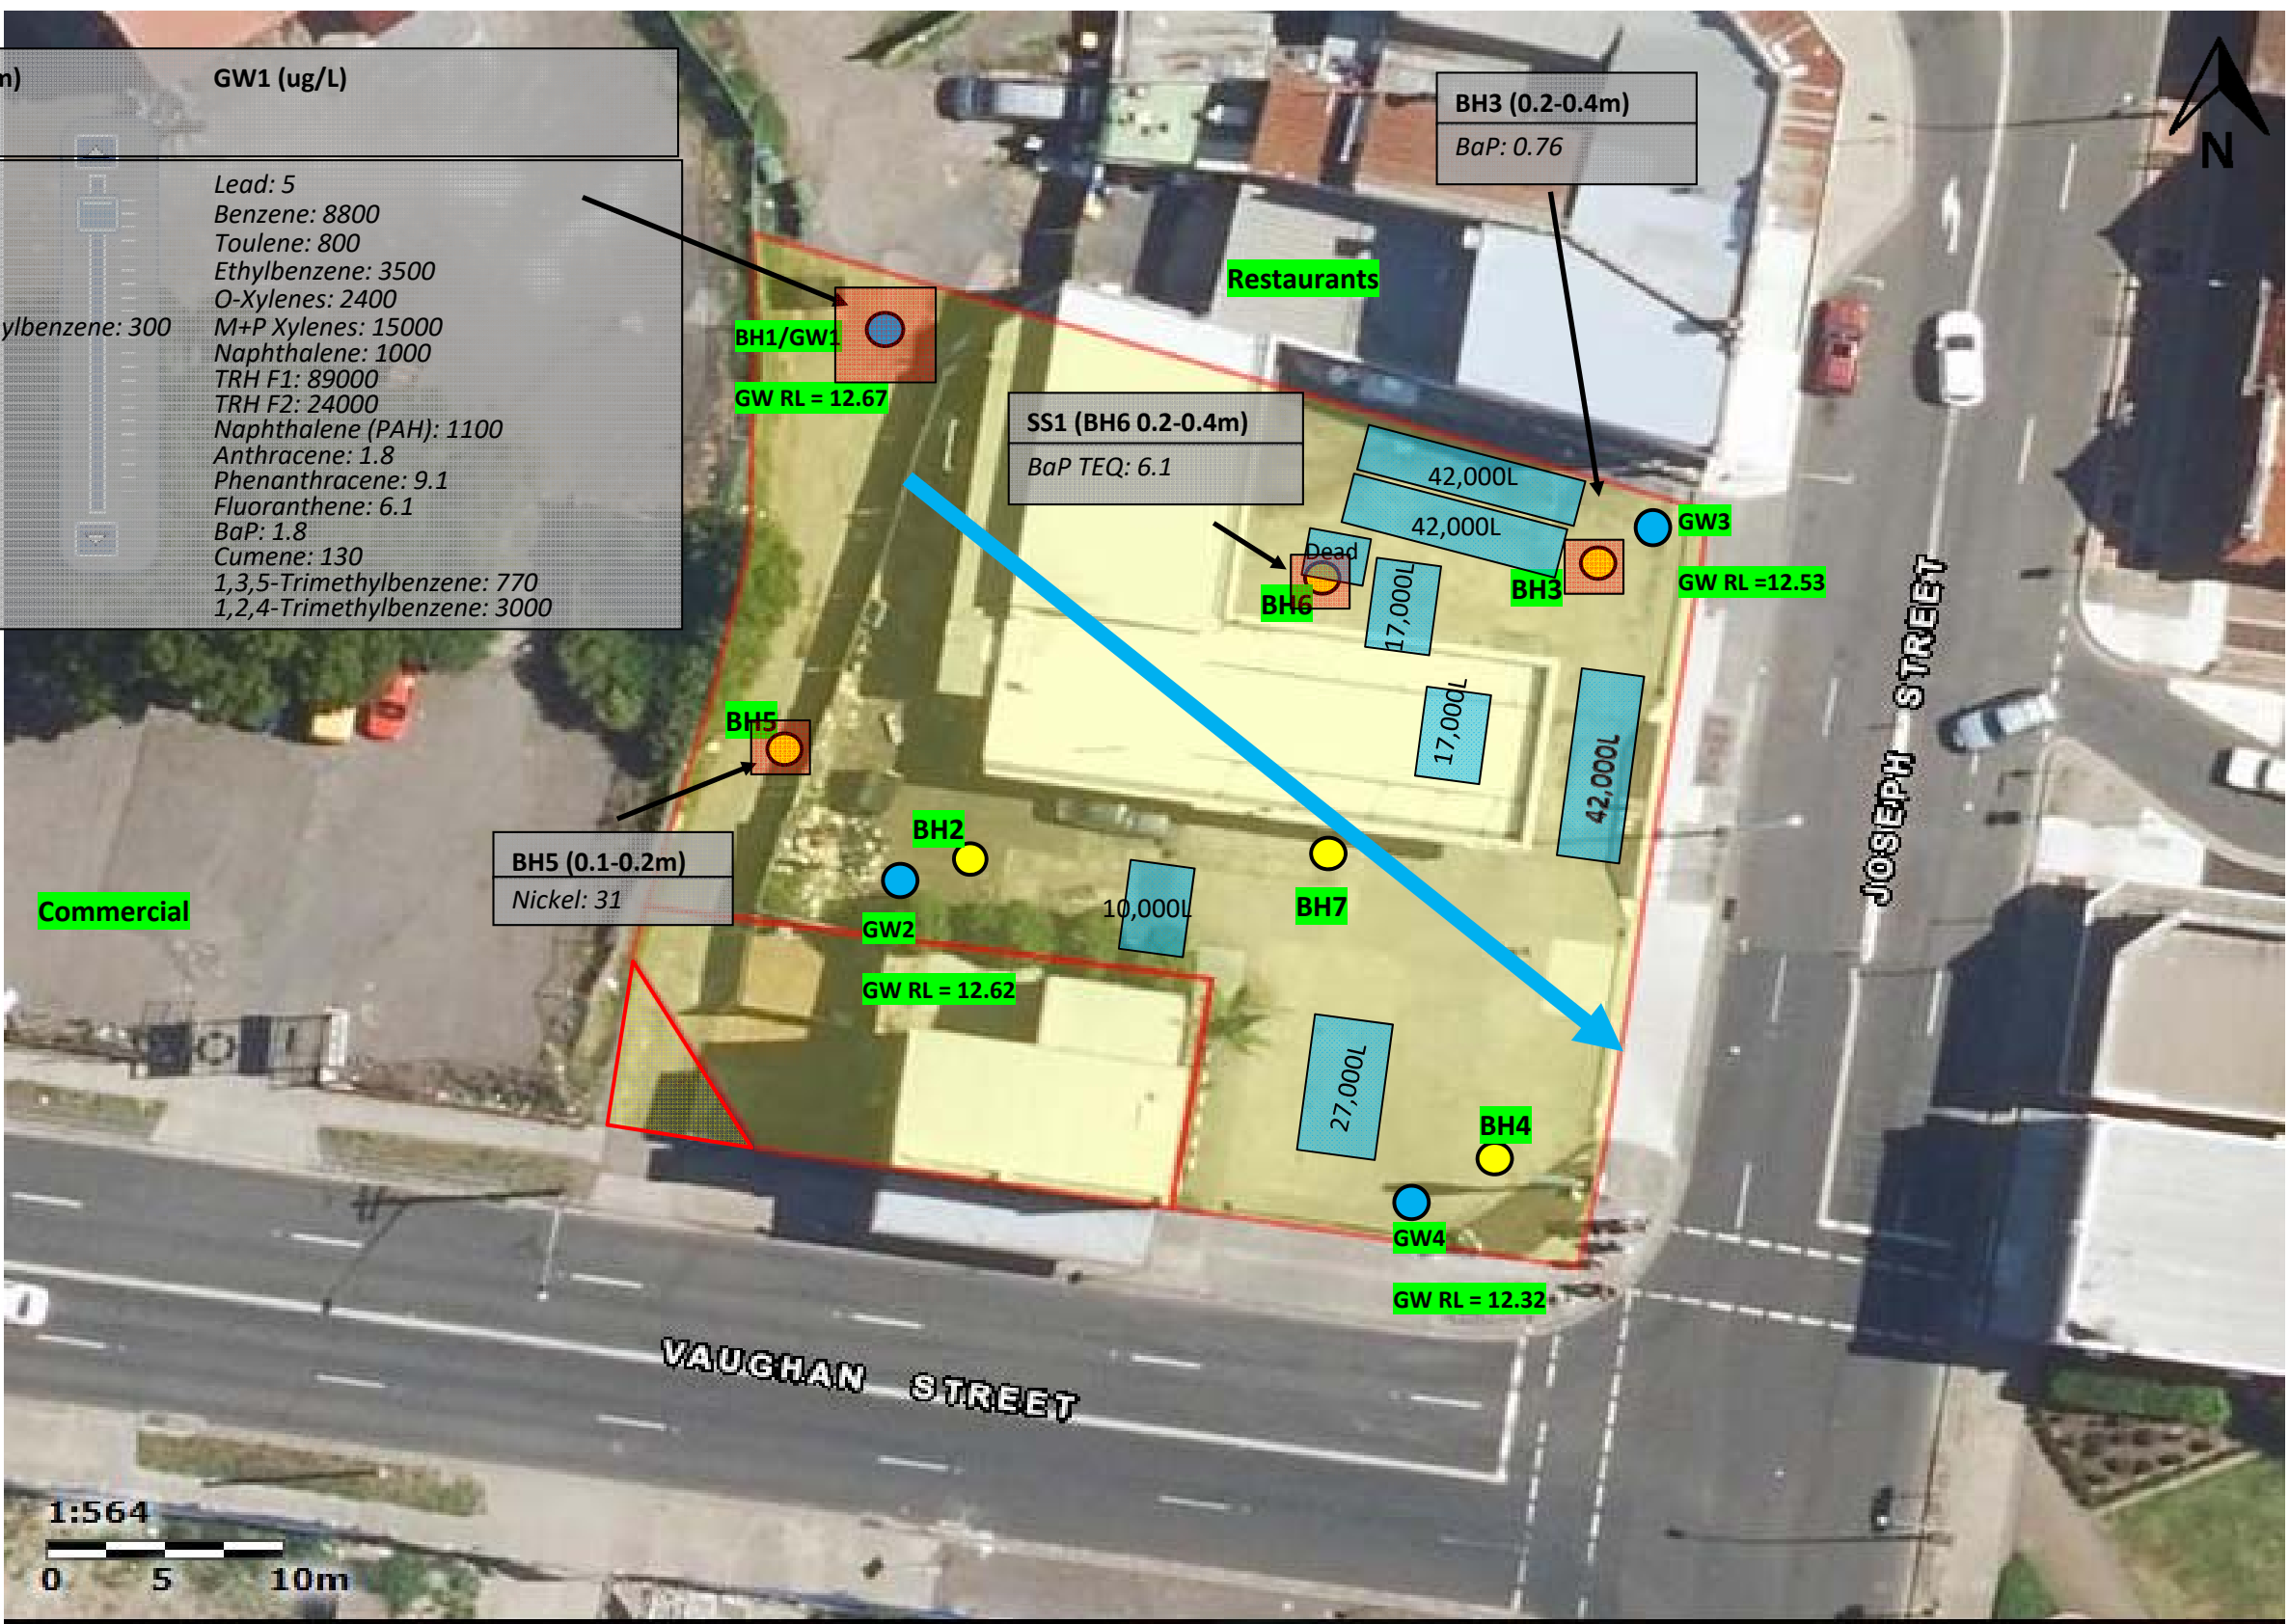 m)
GW1 (ug/L)
ylbenzene: 300
Lead: 5
Benzene: 8800
Toulene: 800
Ethylbenzene: 3500
O-Xylenes: 2400
M+P Xylenes: 15000
Naphthalene: 1000
TRH F1: 89000
TRH F2: 24000
Naphthalene (PAH): 1100
Anthracene: 1.8
Phenanthracene: 9.1
Fluoranthene: 6.1
BaP: 1.8
Cumene: 130
1,3,5-Trimethylbenzene: 770
1,2,4-Trimethylbenzene: 3000
BH3 (0.2-0.4m)
BaP: 0.76
N
Restaurants
BH1/GW1
GW RL = 12.67
SS1 (BH6 0.2-0.4m)
BaP TEQ: 6.1
42,000L
42,000L
Dead
17,000L
BH6
BH3
GW3
GW RL =12.53
17,000L
42,000L
JOSEPH STREET
BH5
BH5 (0.1-0.2m)
Nickel: 31
Commercial
BH2
GW2
GW RL = 12.62
10,000L
BH7
27,000L
BH4
GW4
GW RL = 12.32
VAUGHAN STREET
1:564
0 5 10m